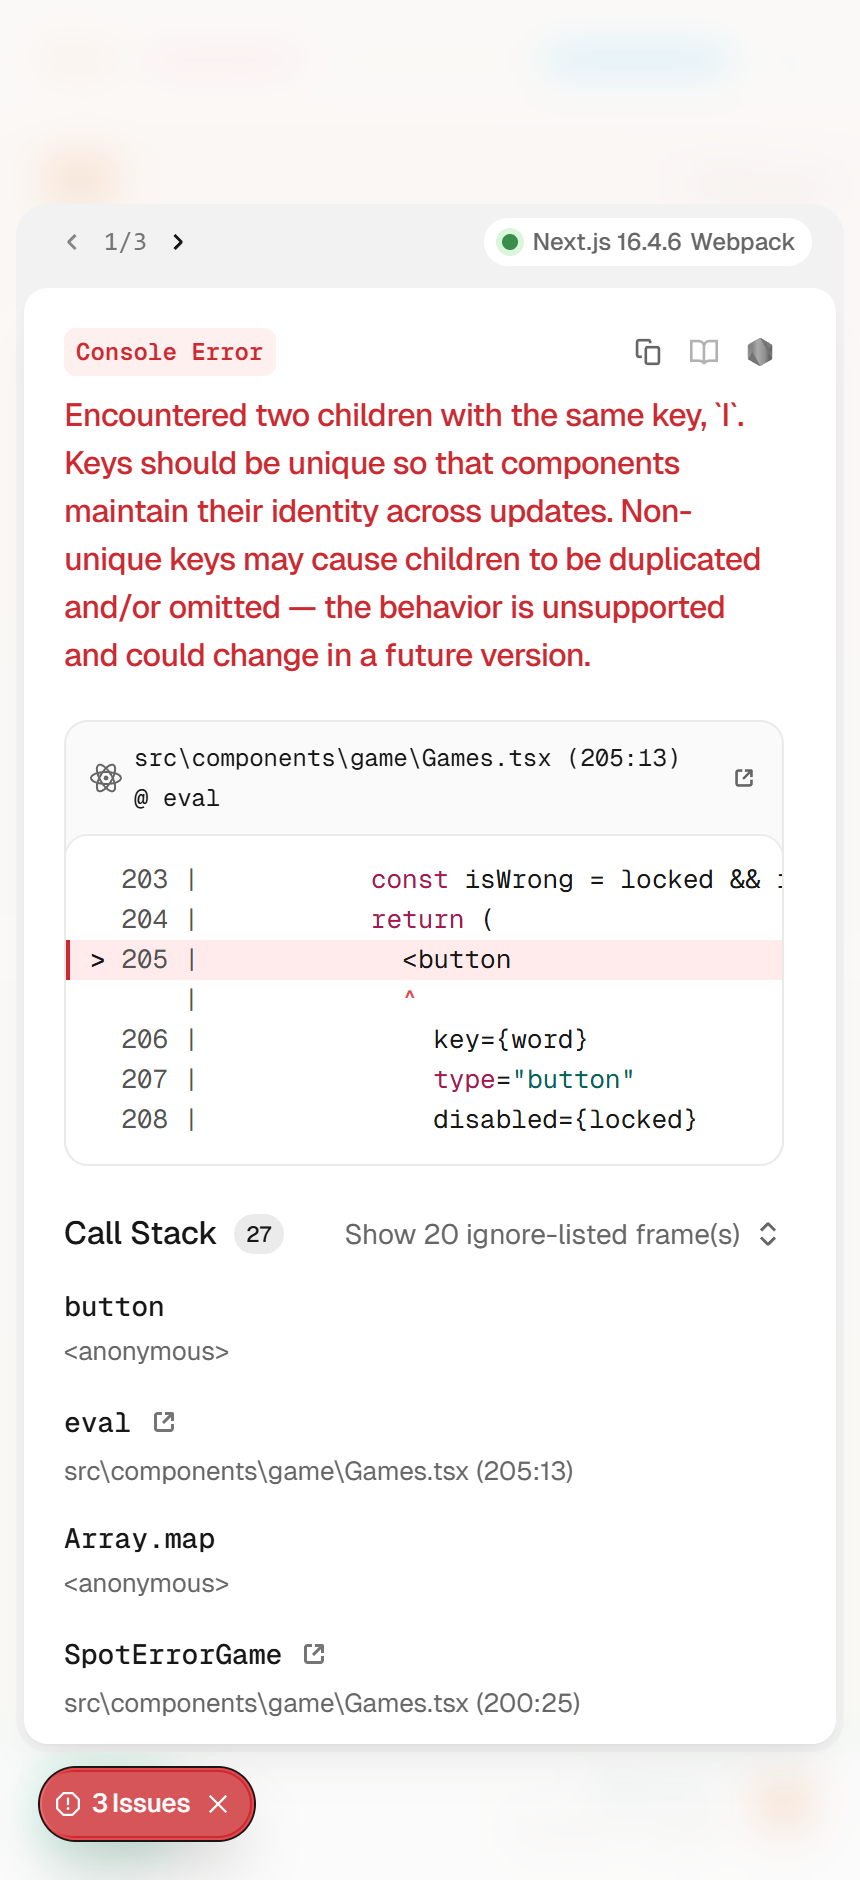 1/3
Next.js 16.4.6 Webpack
Console Error
Encountered two children with the same key, `I`.
Keys should be unique so that components
maintain their identity across updates. Non-
unique keys may cause children to be duplicated
and/or omitted — the behavior is unsupported
and could change in a future version.
src\components\game\Games.tsx (205:13)
@ eval
203 | const isWrong = locked &&
204 | return (
> 205 | <button
| ^
206 | key={word}
207 | type="button"
208 | disabled={locked}
Call Stack 27
Show 20 ignore-listed frame(s)
button
<anonymous>
eval
src\components\game\Games.tsx (205:13)
Array.map
<anonymous>
SpotErrorGame
src\components\game\Games.tsx (200:25)
3 Issues